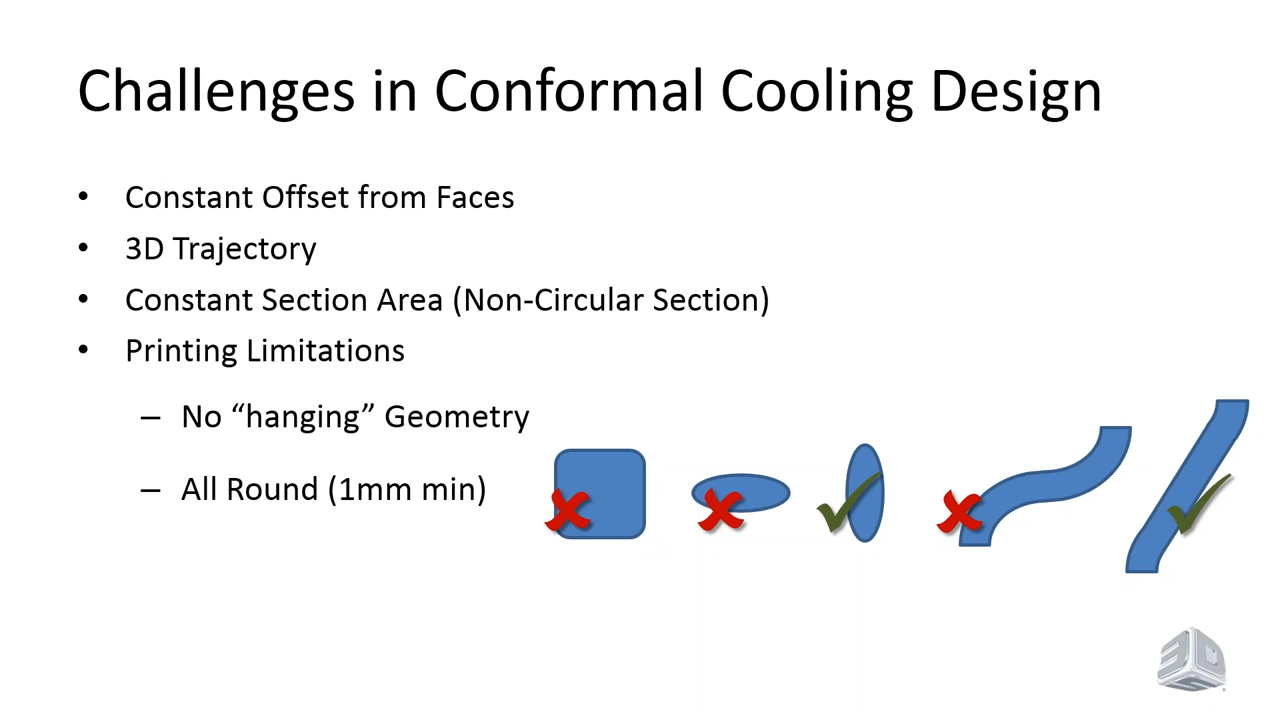 Challenges in Conformal Cooling Design
• Constant Offset from Faces
• 3D Trajectory
• Constant Section Area (Non-Circular Section)
• Printing Limitations
– No “hanging” Geometry
– All Round (1mm min)
3DS